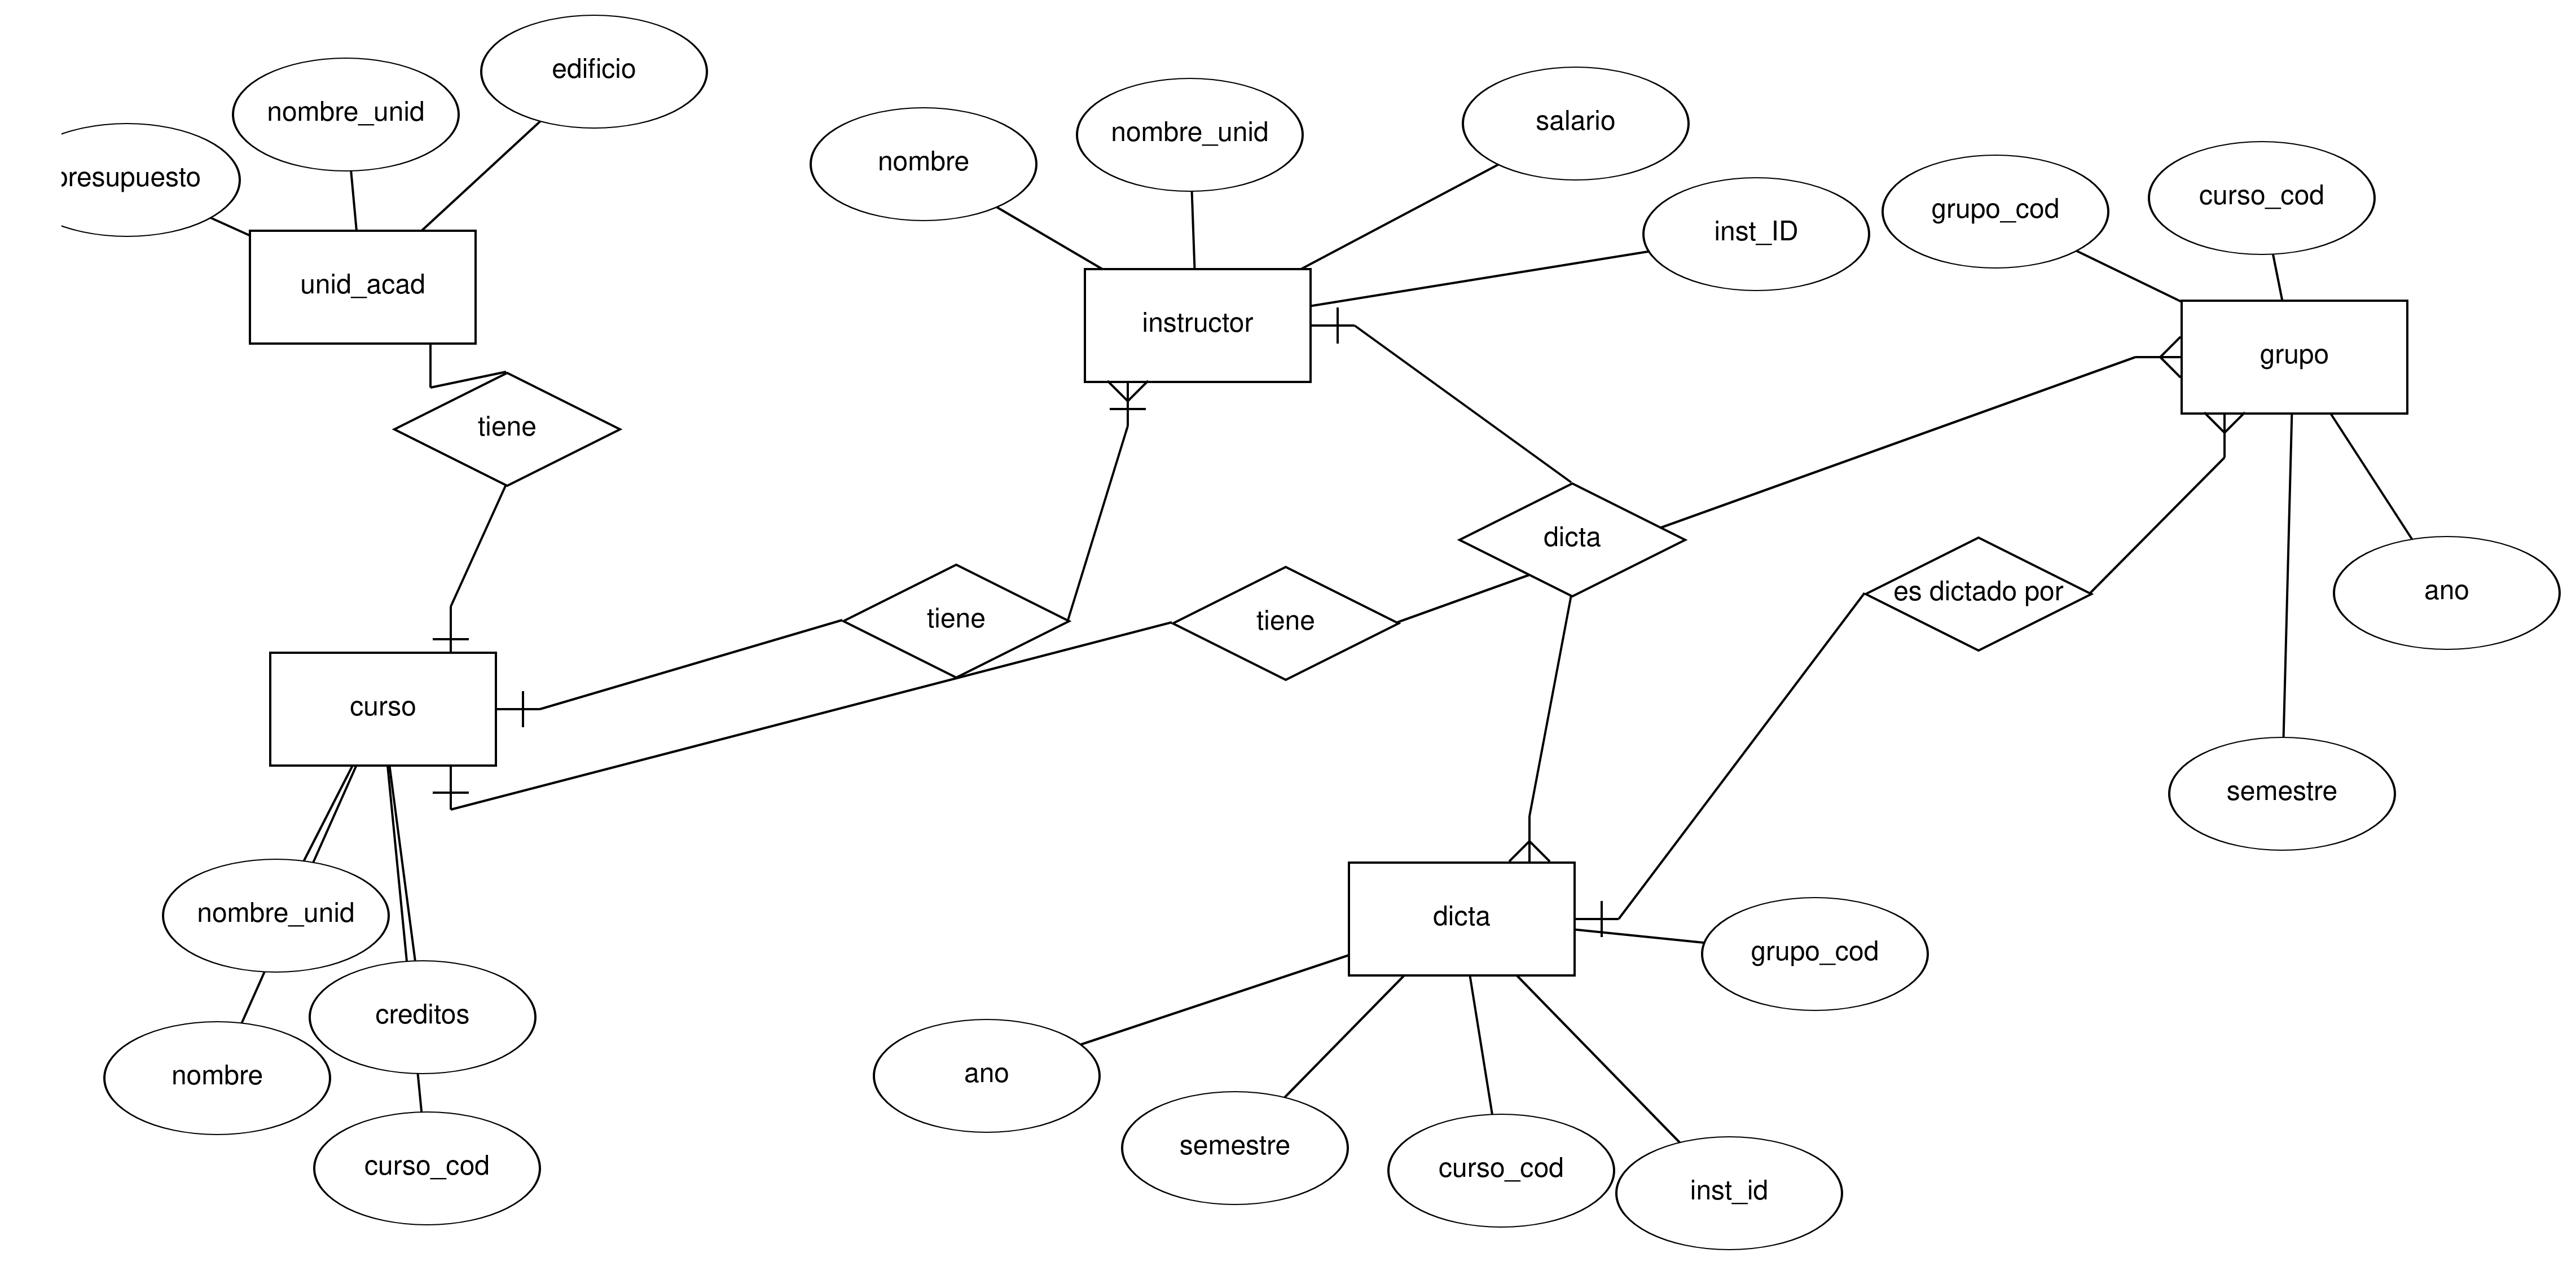 edificio
nombre_unid
presupuesto
unid_acad
tiene
nombre
nombre_unid
salario
inst_ID
instructor
grupo_cod
curso_cod
grupo
dicta
tiene
tiene
es dictado por
ano
semestre
curso
nombre_unid
creditos
nombre
curso_cod
dicta
grupo_cod
ano
semestre
curso_cod
inst_id